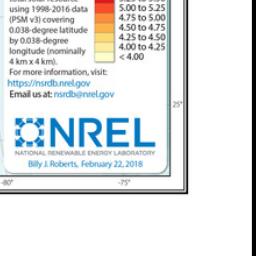 total solar resource
using 1998-2016 data
(PSM v3) covering
0.038-degree latitude
by 0.038-degree
longitude (nominally
4 km x 4 km).
5.00 to 5.25
4.75 to 5.00
4.50 to 4.75
4.25 to 4.50
4.00 to 4.25
< 4.00
For more information, visit:
https://nsrdb.nrel.gov
Email us at: nsrdb@nrel.gov
25°
NREL
NATIONAL RENEWABLE ENERGY LABORATORY
Billy J. Roberts, February 22, 2018
-80°
-75°